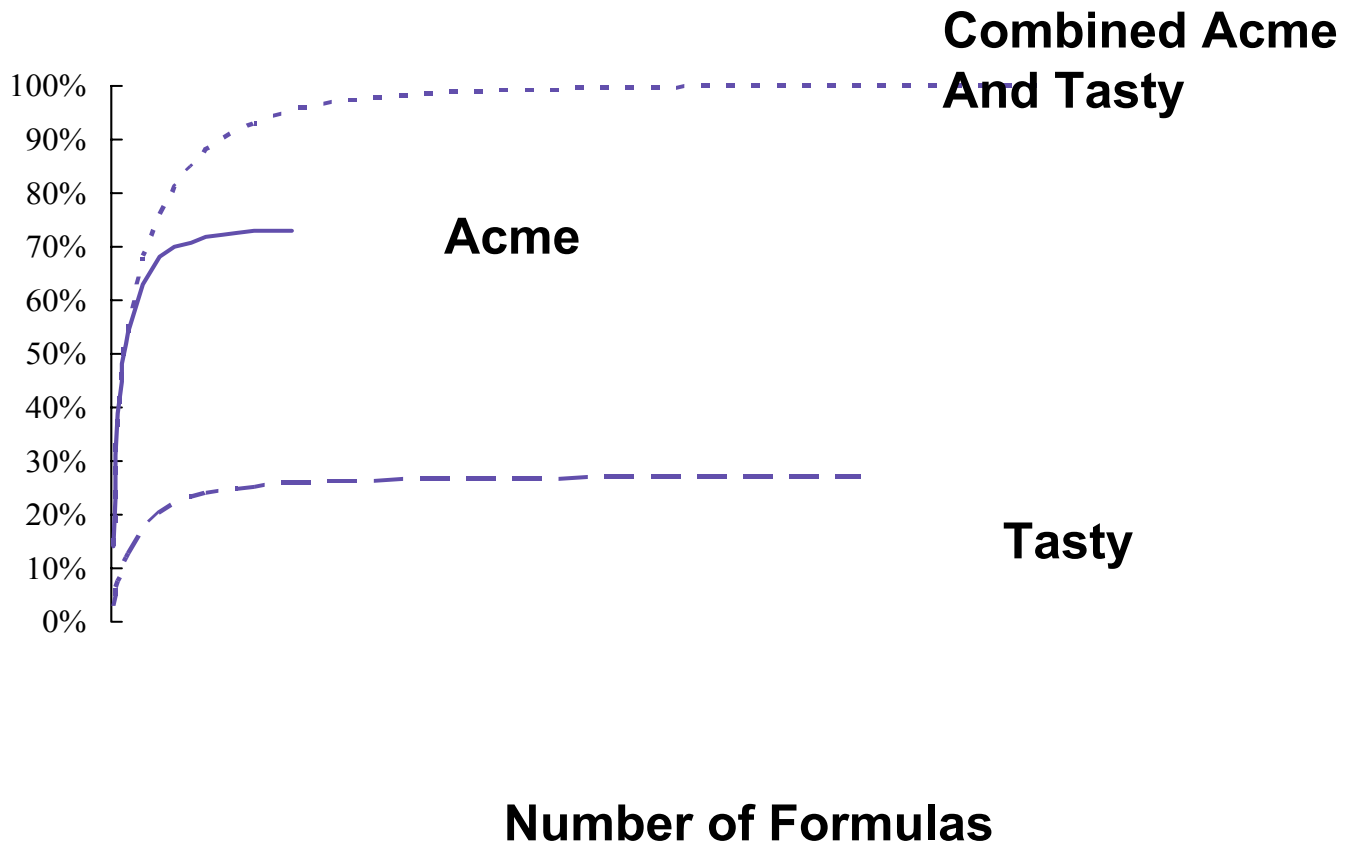 Combined Acme
And Tasty
100%
90%
80%
Acme
70%
60%
50%
40%
30%
20%
Tasty
10%
0%
Number of Formulas